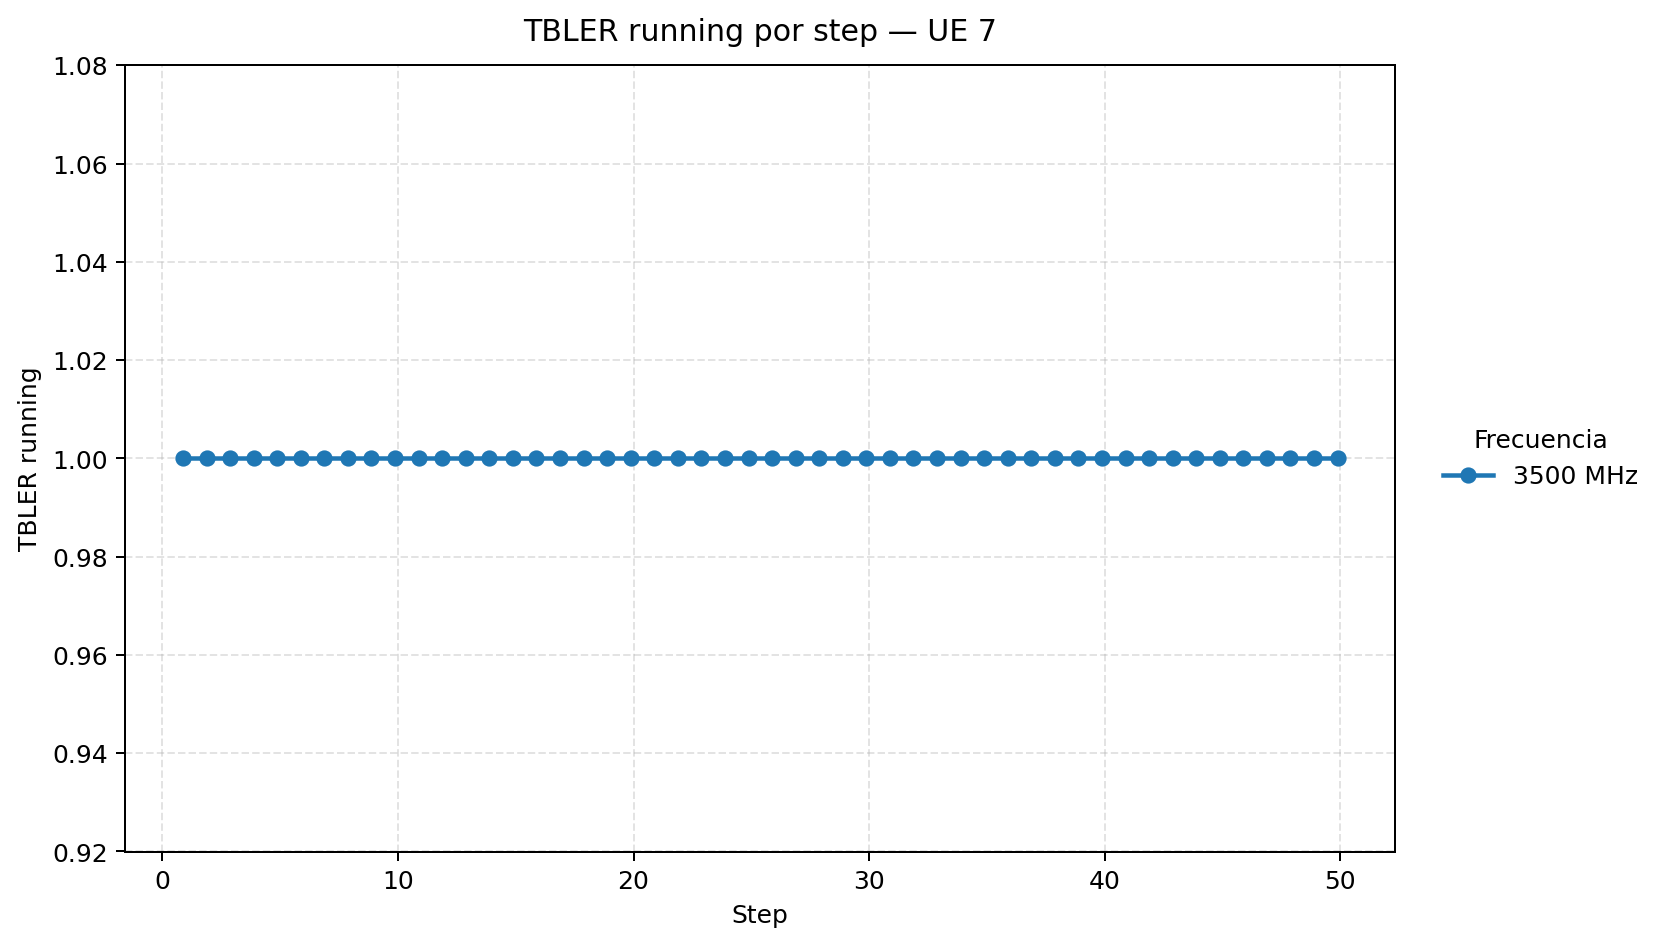 TBLER running por step — UE 7
1.08
1.06
1.04
1.02
1.00
0.98
0.96
0.94
0.92
TBLER running
0 10 20 30 40 50
Step
Frecuencia
3500 MHz